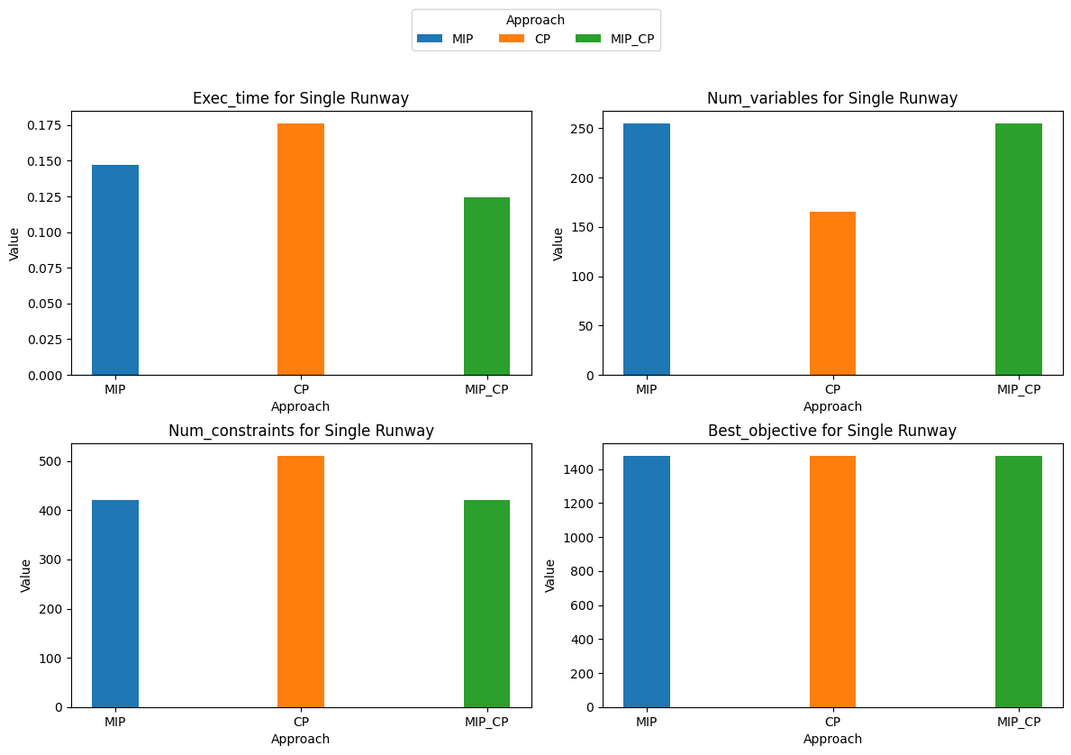 Approach
MIP CP MIP_CP
Exec_time for Single Runway
Value
0.175
0.150
0.125
0.100
0.075
0.050
0.025
0.000
MIP CP MIP_CP
Approach
Num_variables for Single Runway
Value
250
200
150
100
50
0
MIP CP MIP_CP
Approach
Num_constraints for Single Runway
Value
500
400
300
200
100
0
MIP CP MIP_CP
Approach
Best_objective for Single Runway
Value
1400
1200
1000
800
600
400
200
0
MIP CP MIP_CP
Approach